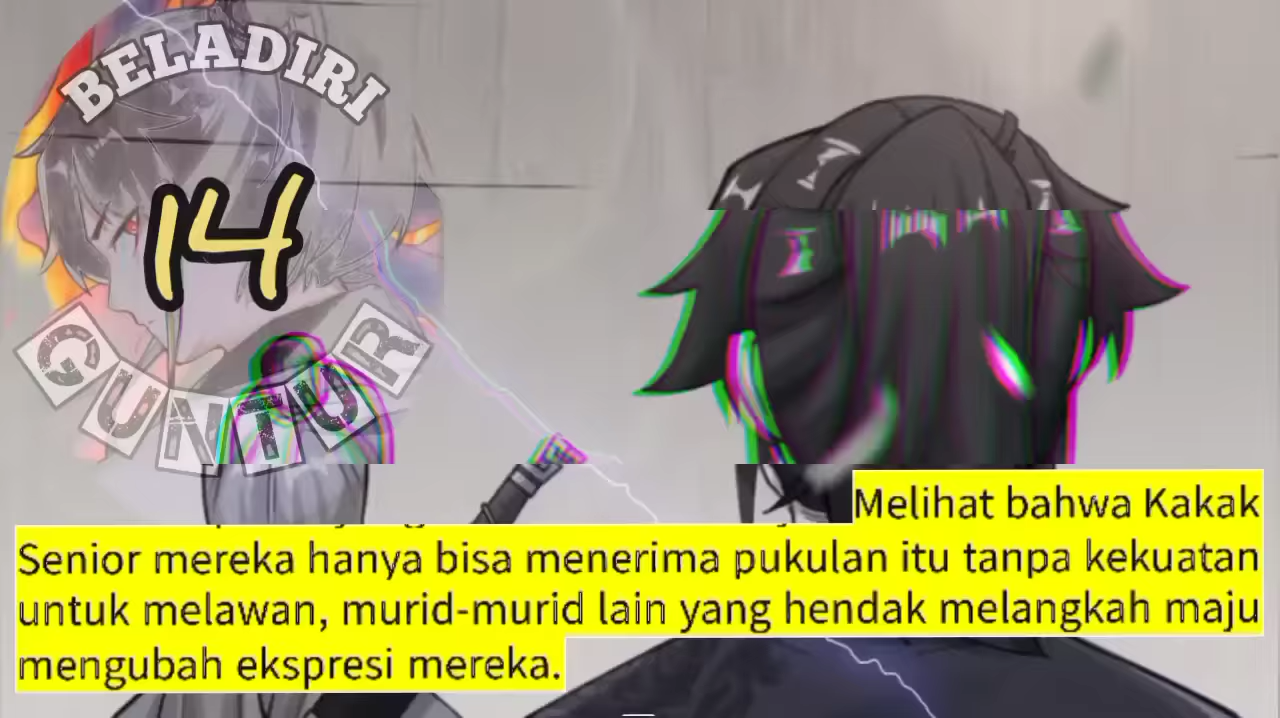 BELADIRI
14
GUNTUR
Melihat bahwa Kakak
Senior mereka hanya bisa menerima pukulan itu tanpa kekuatan
untuk melawan, murid-murid lain yang hendak melangkah maju
mengubah ekspresi mereka.